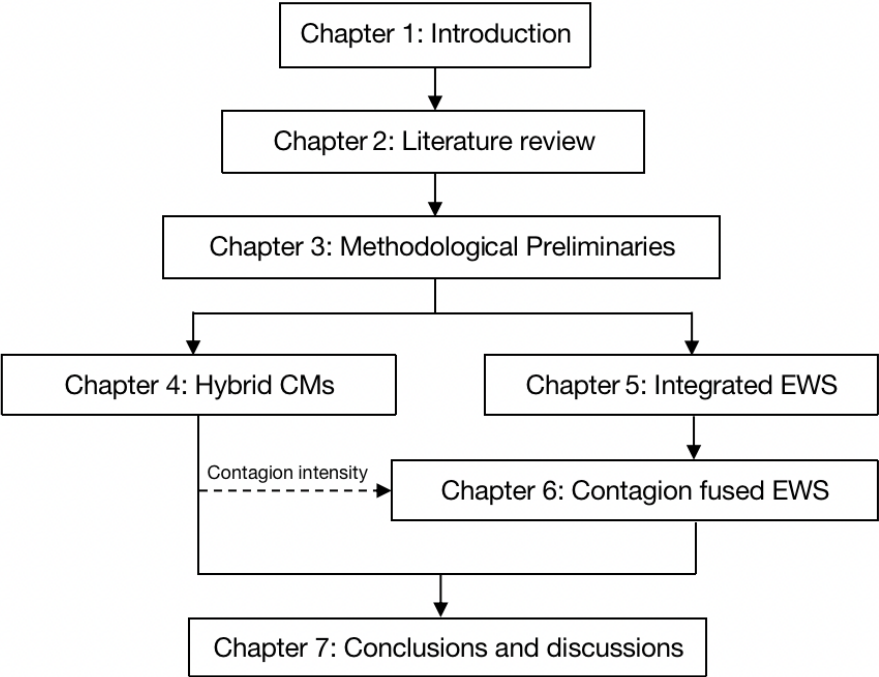 Chapter 1: Introduction
Chapter 2: Literature review
Chapter 3: Methodological Preliminaries
Chapter 4: Hybrid CMs
Chapter 5: Integrated EWS
Contagion intensity
Chapter 6: Contagion fused EWS
Chapter 7: Conclusions and discussions